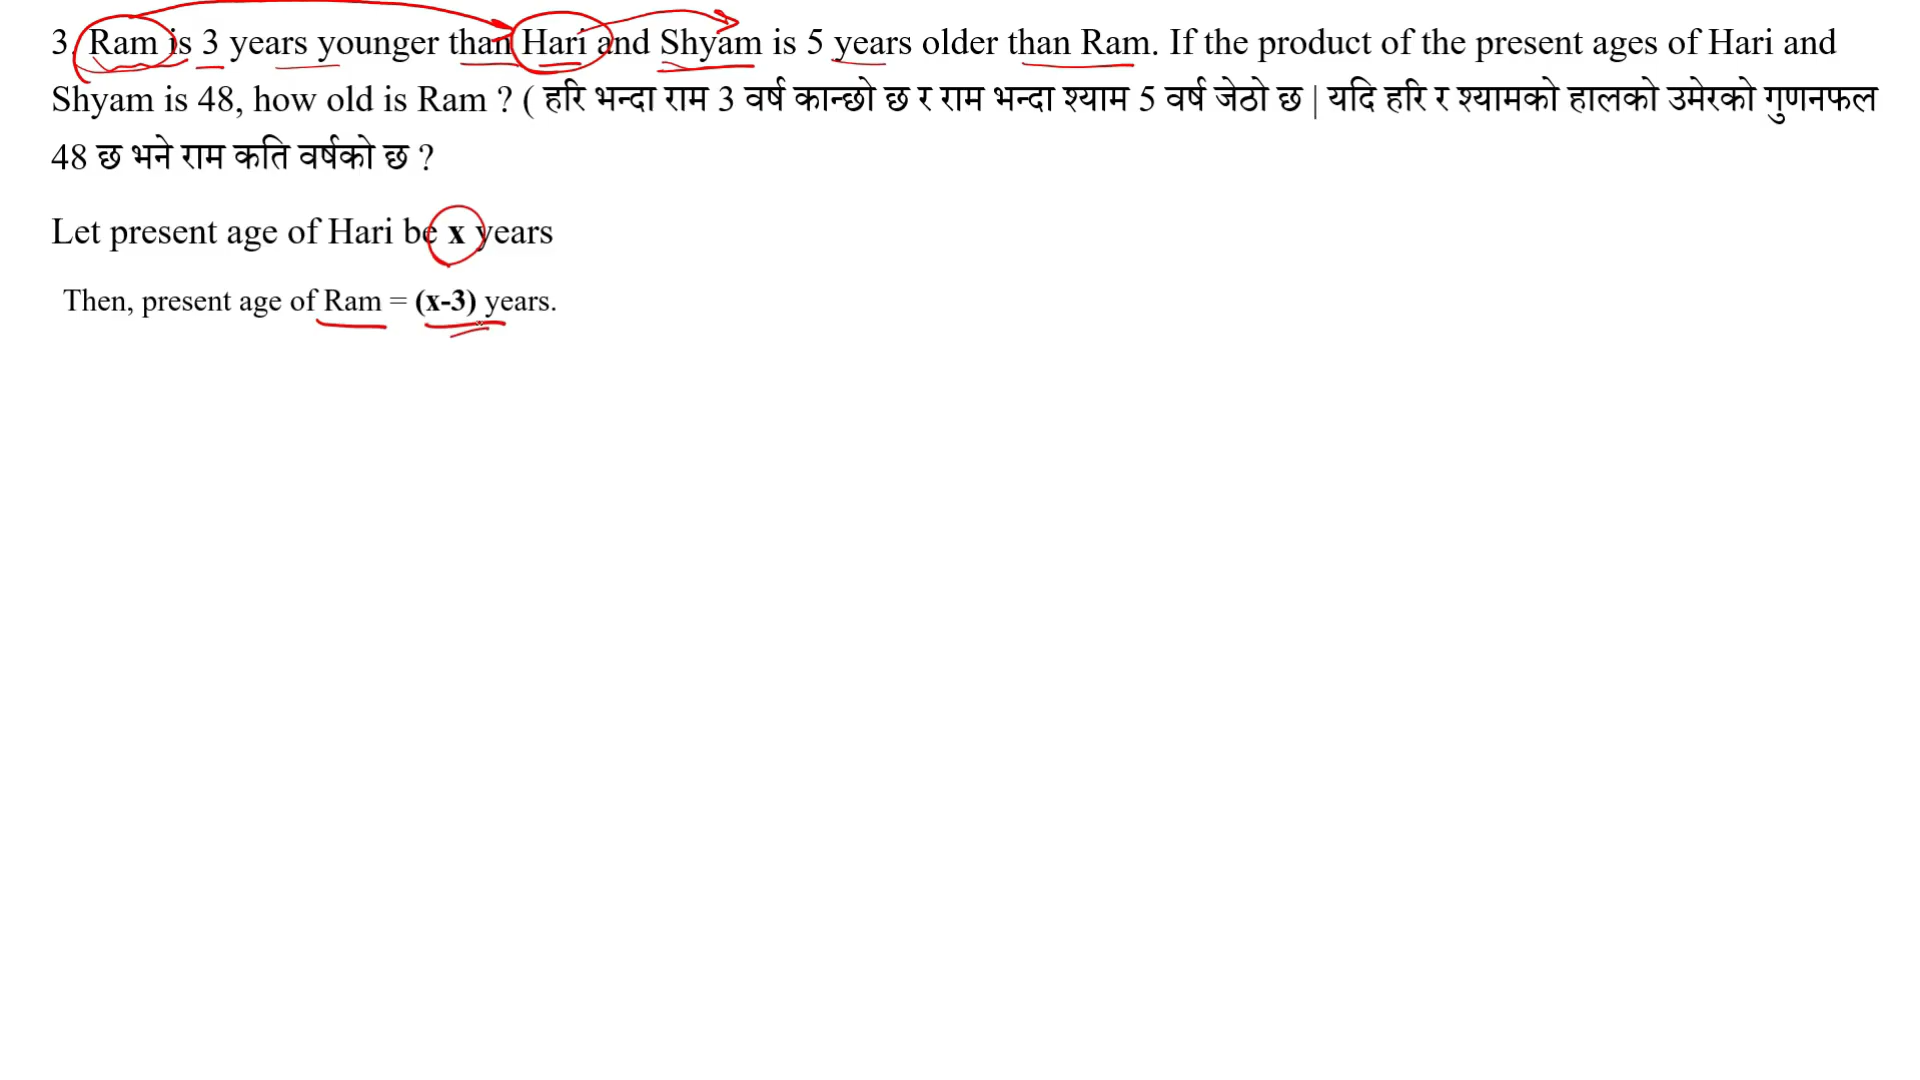 3. Ram is 3 years younger than Hari and Shyam is 5 years older than Ram. If the product of the present ages of Hari and
Shyam is 48, how old is Ram ? ( हरि भन्दा राम 3 वर्ष कान्छो छ र राम भन्दा श्याम 5 वर्ष जेठो छ | यदि हरि र श्यामको हालको उमेरको गुणनफल
48 छ भने राम कति वर्षको छ ?
Let present age of Hari be x years
Then, present age of Ram = (x-3) years.